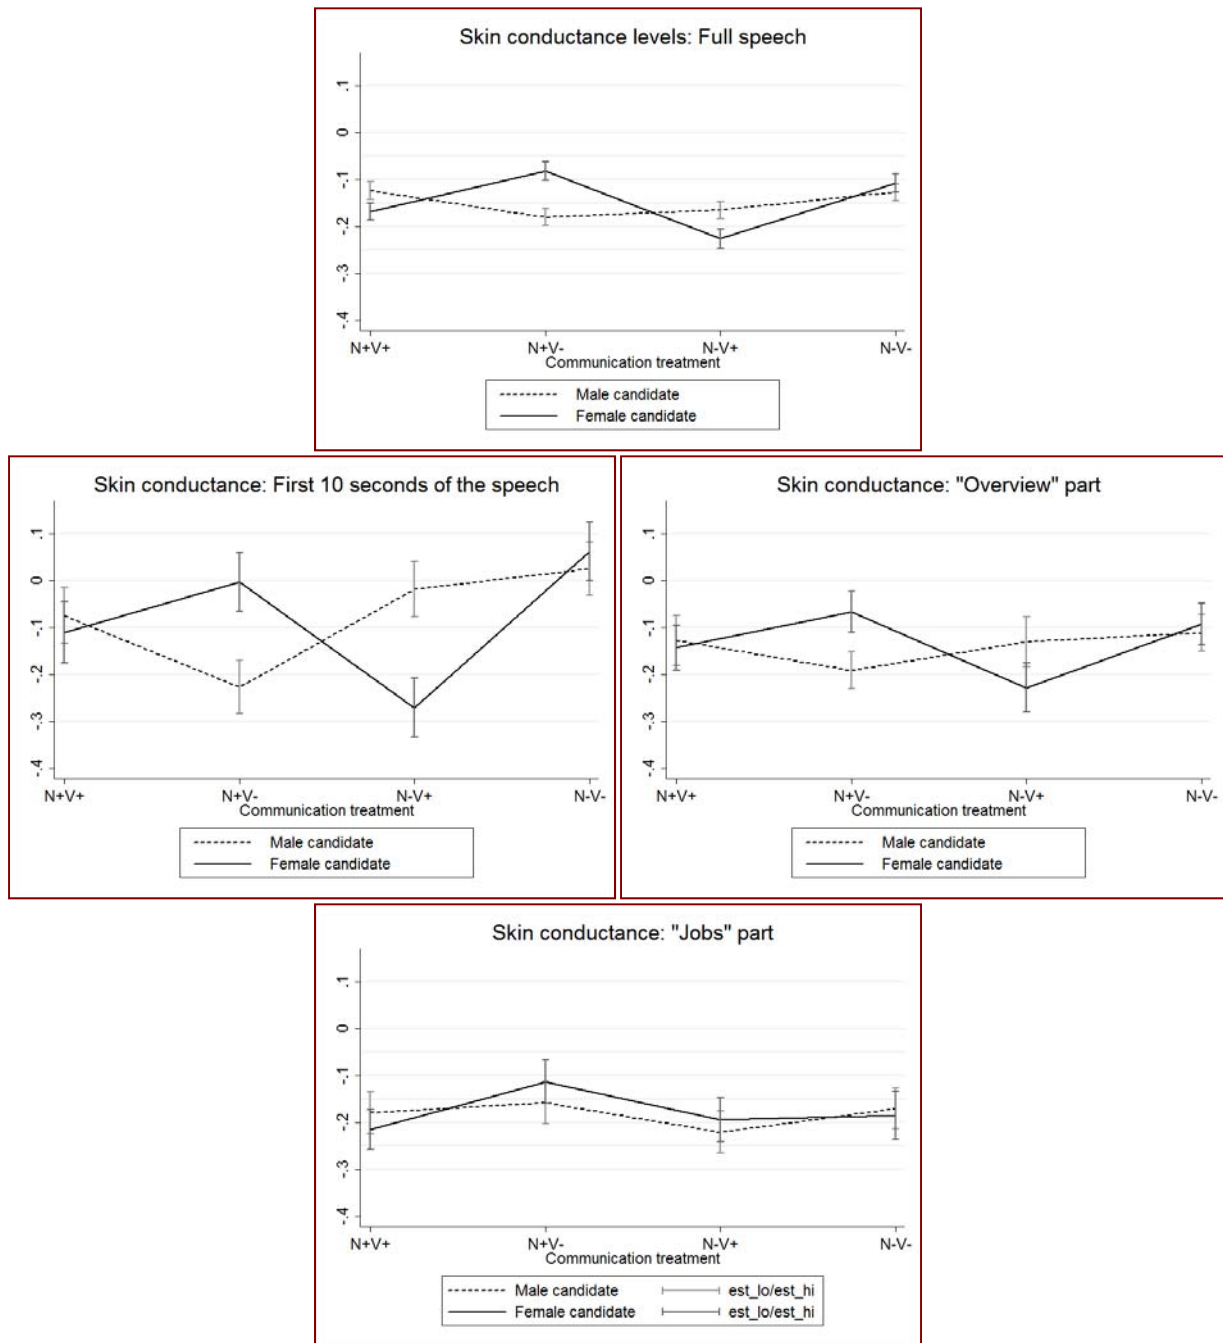 Skin conductance levels: Full speech
.1
0
-.1
-.2
-.3
-.4
N+V+ N+V- N-V+ N-V-
Communication treatment
Male candidate
Female candidate
Skin conductance: First 10 seconds of the speech
.1
0
-.1
-.2
-.3
-.4
N+V+ N+V- N-V+ N-V-
Communication treatment
Male candidate
Female candidate
Skin conductance: "Overview" part
.1
0
-.1
-.2
-.3
-.4
N+V+ N+V- N-V+ N-V-
Communication treatment
Male candidate
Female candidate
Skin conductance: "Jobs" part
.1
0
-.1
-.2
-.3
-.4
N+V+ N+V- N-V+ N-V-
Communication treatment
Male candidate est_lo/est_hi
Female candidate est_lo/est_hi